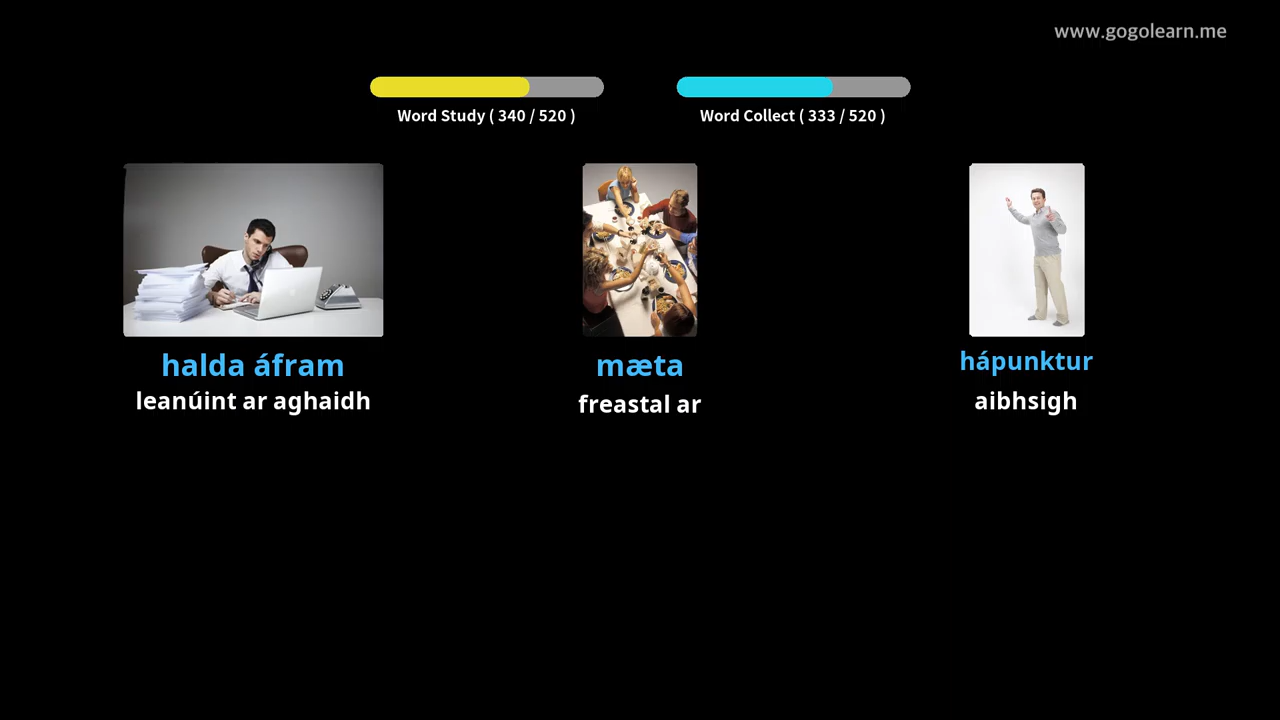 www.gogolearn.me
Word Study ( 340 / 520 )
Word Collect ( 333 / 520 )
halda áfram
leanúint ar aghaidh
mæta
freastal ar
hápunktur
aibhsigh